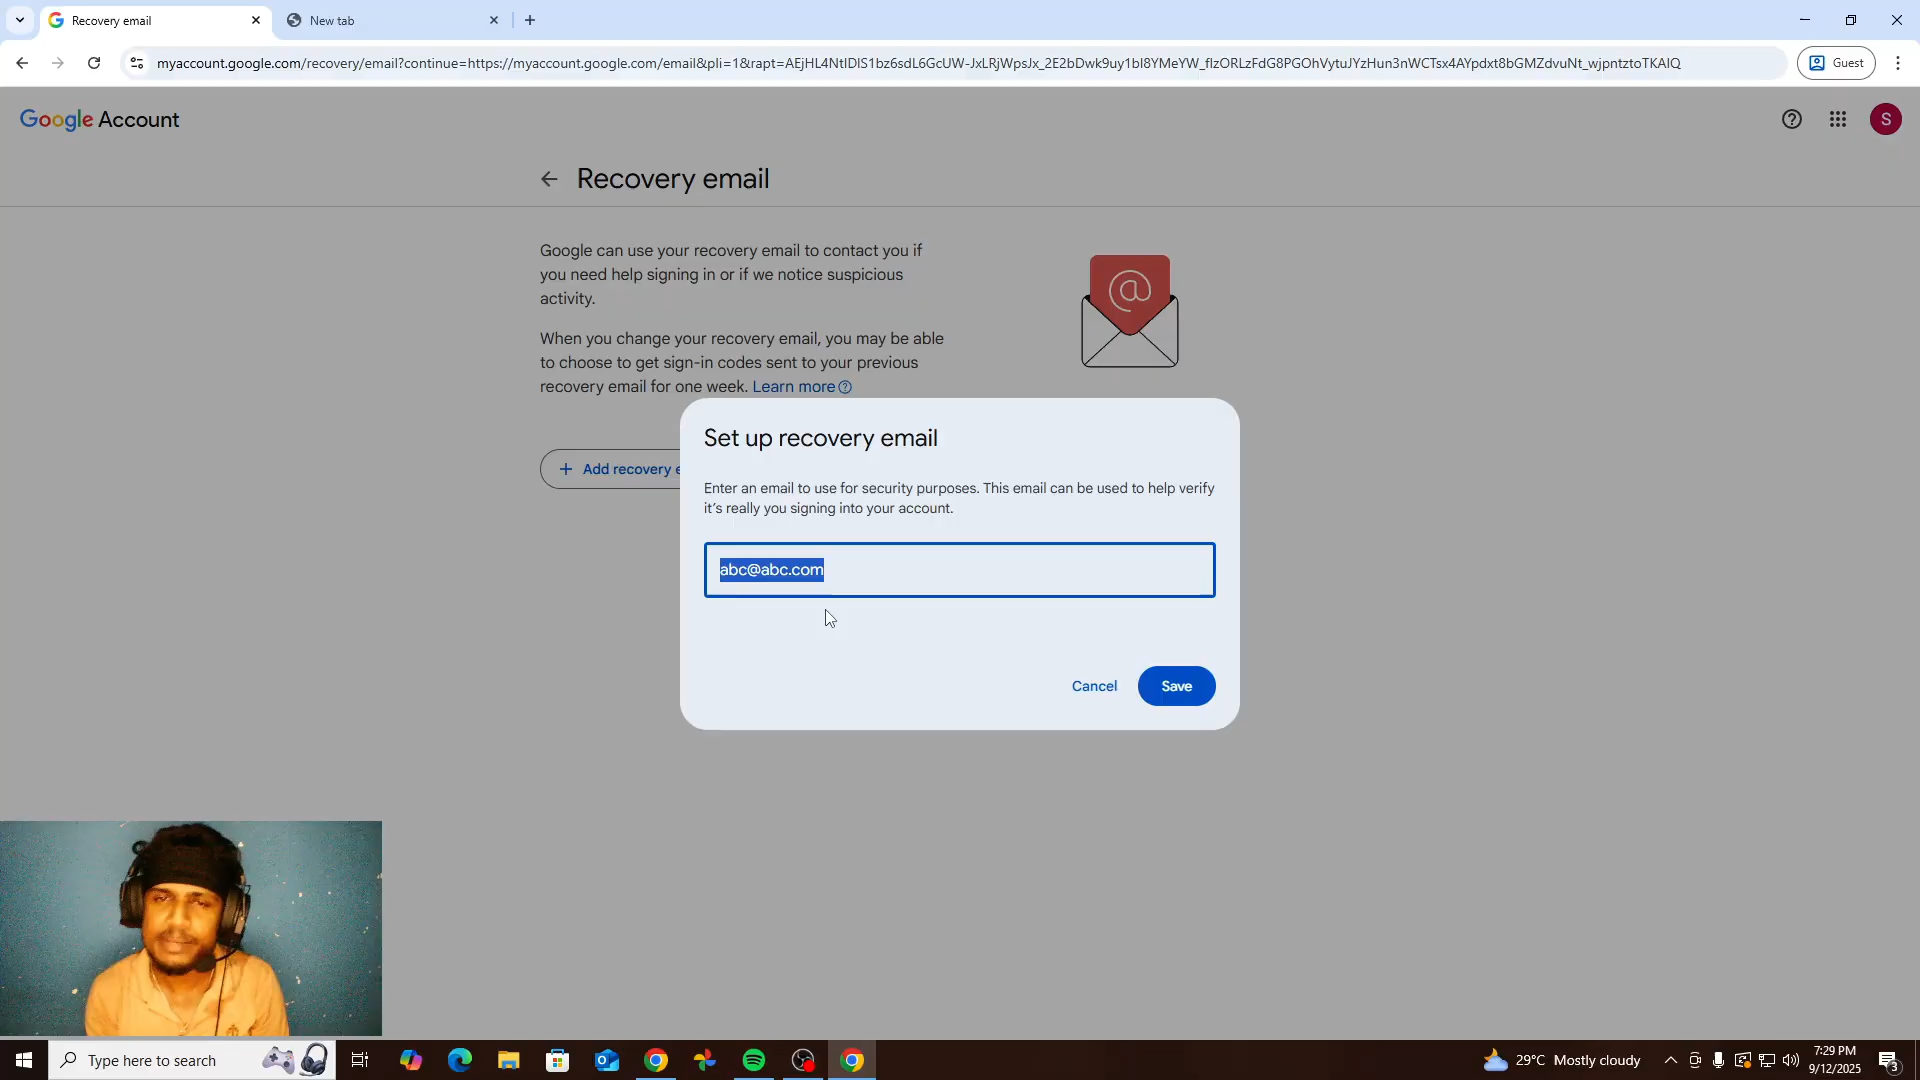 Recovery email
New tab
myaccount.google.com/recovery/email?continue=https://myaccount.google.com/email&pli=1&rapt=AEjHL4NtIDlS1bz6sdL6GcUW-JxLRjWpsJx_2E2bDwk9uy1bI8YMeYW_fIzORLzFdG8PGOhVytuJYzHun3nWCTsx4AYpdxt8bGMZdvuNt_wjpntztoTKAIQ
Guest
Google Account
S
Recovery email
Google can use your recovery email to contact you if
you need help signing in or if we notice suspicious
activity.
When you change your recovery email, you may be able
to choose to get sign-in codes sent to your previous
recovery email for one week. Learn more
Add recovery e
Set up recovery email
Enter an email to use for security purposes. This email can be used to help verify
it's really you signing into your account.
abc@abc.com
Cancel
Save
Type here to search
29°C Mostly cloudy
7:29 PM
9/12/2025
3